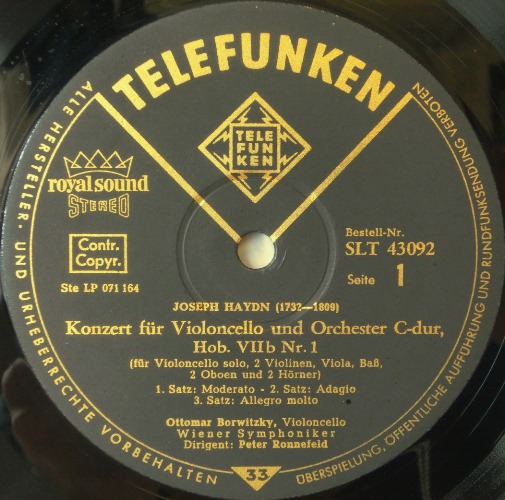 TELEFUNKEN
TELE
FUN
KEN
royal sound
STEREO
Contr.
Copyr.
Ste LP 071 164
Bestell-Nr.
SLT 43092
Seite 1
JOSEPH HAYDN (1732—1809)
Konzert für Violoncello und Orchester C-dur,
Hob. VIIb Nr. 1
(für Violoncello solo, 2 Violinen, Viola, Baß,
2 Oboen und 2 Hörner)
1. Satz: Moderato - 2. Satz: Adagio
3. Satz: Allegro molto
Ottomar Borwitzky, Violoncello
Wiener Symphoniker
Dirigent: Peter Ronnefeld
33
ALLE HERSTELLER- UND URHEBERRECHTE VORBEHALTEN
ÜBERSPIELUNG, ÖFFENTLICHE AUFFÜHRUNG UND RUNDFUNKSENDUNG VERBOTEN